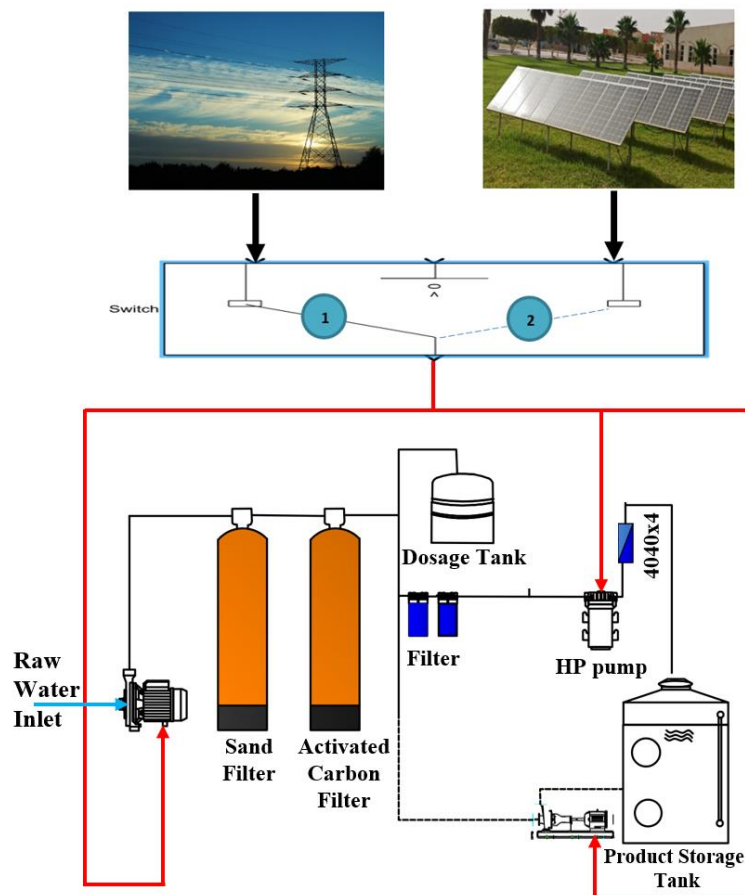 Switch
1
2
Dosage Tank
4040x4
Filter
HP pump
Raw
Water
Inlet
Sand
Filter
Activated
Carbon
Filter
Product Storage
Tank